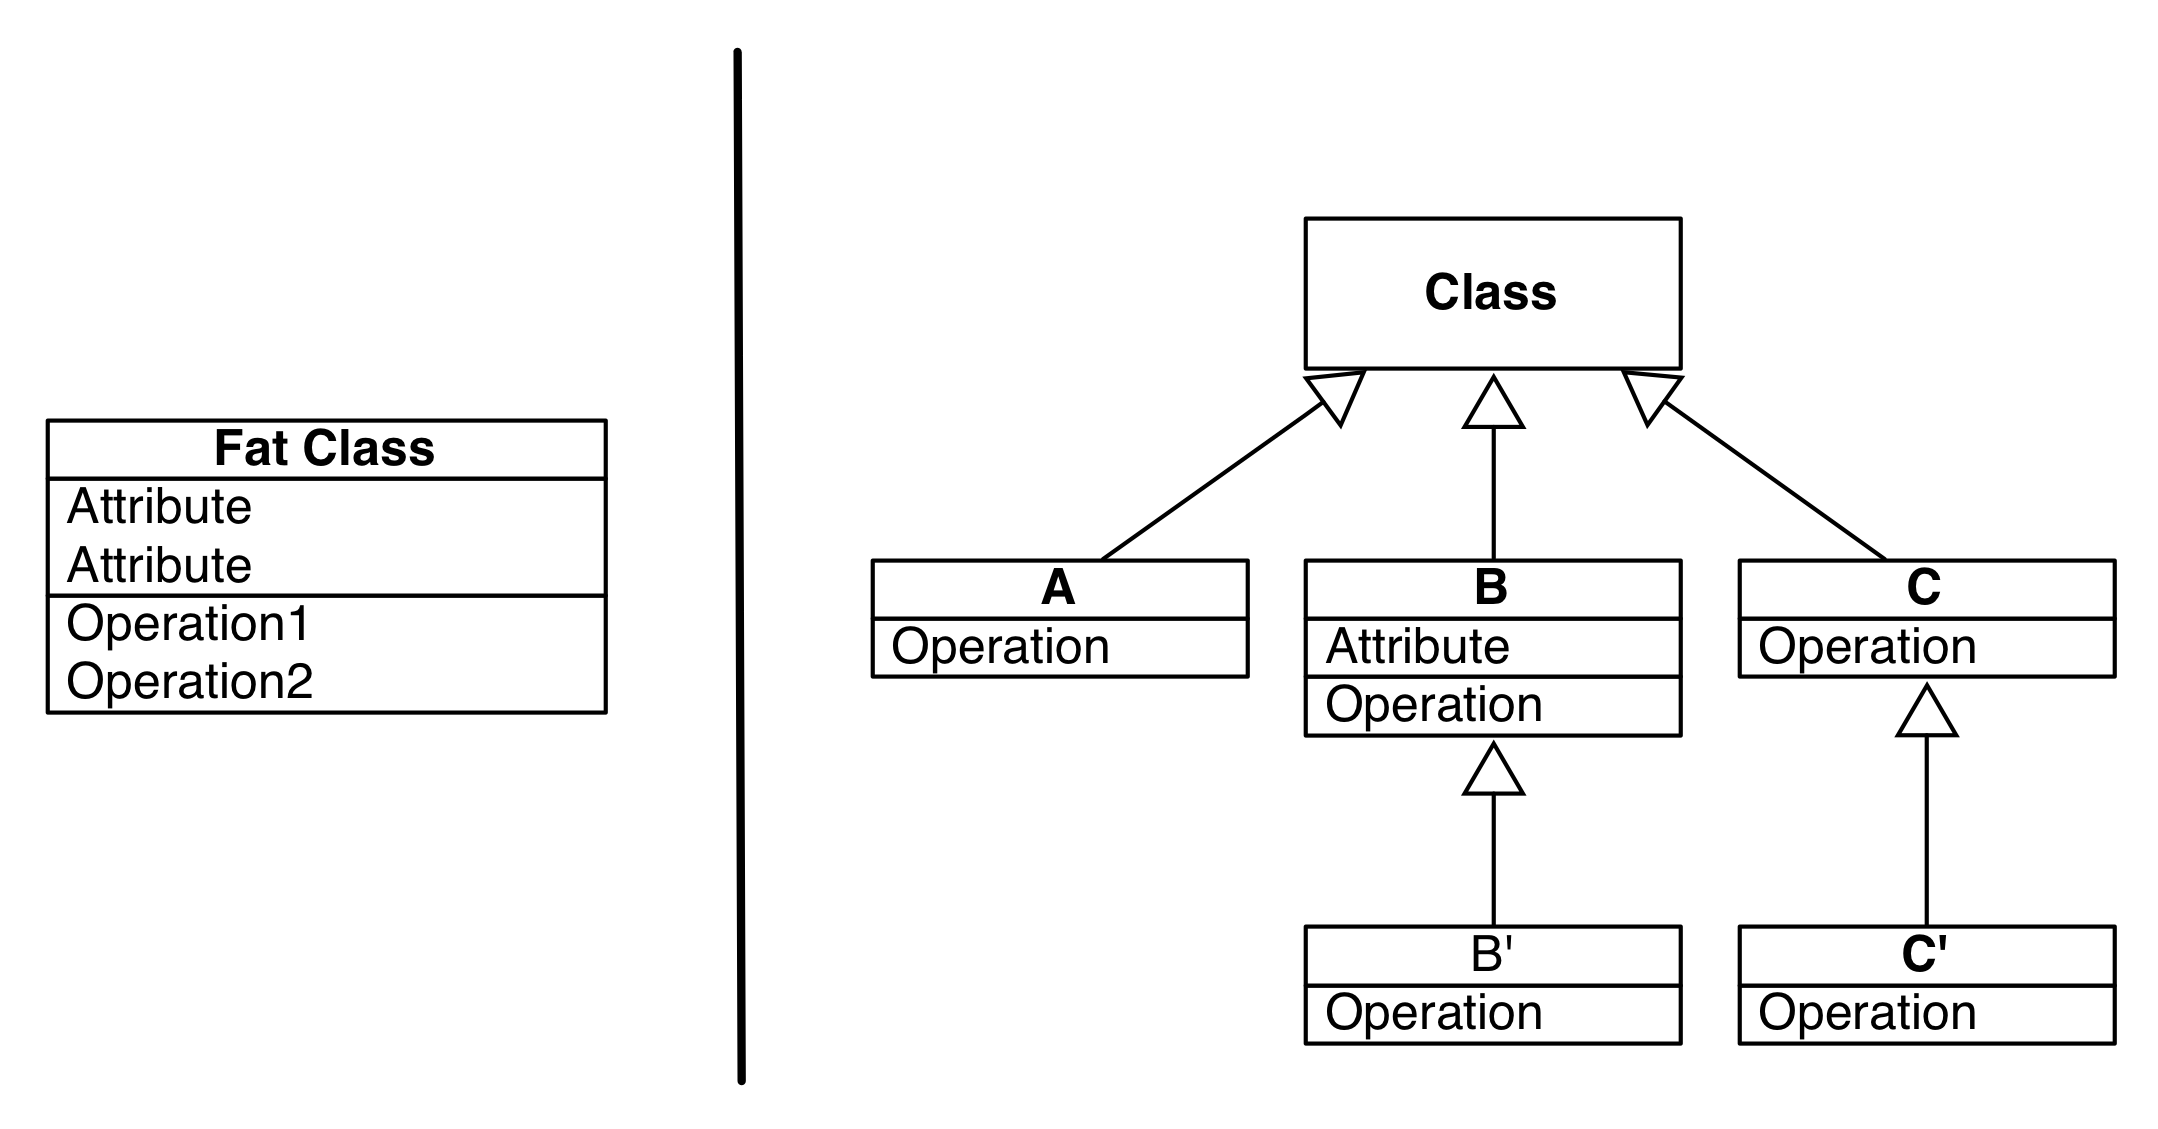 Fat Class
Attribute
Attribute
Operation1
Operation2
Class
A
Operation
B
Attribute
Operation
C
Operation
B'
Operation
C'
Operation